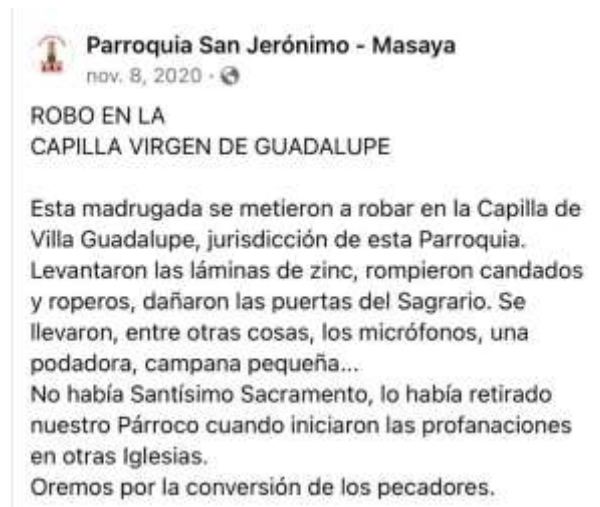 Parroquia San Jerónimo - Masaya
nov. 8, 2020 ·
ROBO EN LA
CAPILLA VIRGEN DE GUADALUPE
Esta madrugada se metieron a robar en la Capilla de
Villa Guadalupe, jurisdicción de esta Parroquia.
Levantaron las láminas de zinc, rompieron candados
y roperos, dañaron las puertas del Sagrario. Se
llevaron, entre otras cosas, los micrófonos, una
podadora, campana pequeña...
No había Santísimo Sacramento, lo había retirado
nuestro Párroco cuando iniciaron las profanaciones
en otras Iglesias.
Oremos por la conversión de los pecadores.